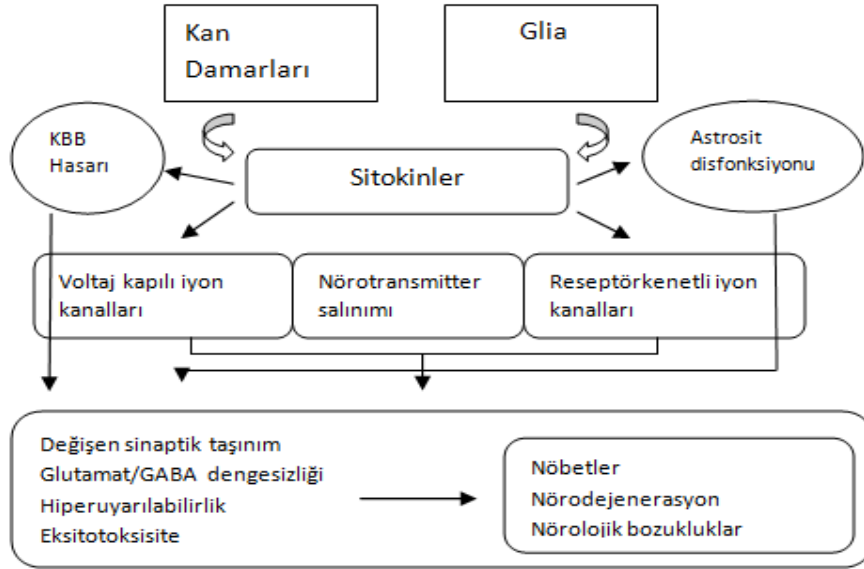 Kan
Damarları
Glia
KBB
Hasarı
Sitokinler
Astrosit
disfonksiyonu
Voltaj kapılı iyon
kanalları
Nörotransmitter
salınımı
Reseptörkenetli iyon
kanalları
Değişen sinaptik taşınım
Glutamat/GABA dengesizliği
Hiperuyarılabilirlik
Eksitotoksisite
Nöbetler
Nörodejenerasyon
Nörolojik bozukluklar